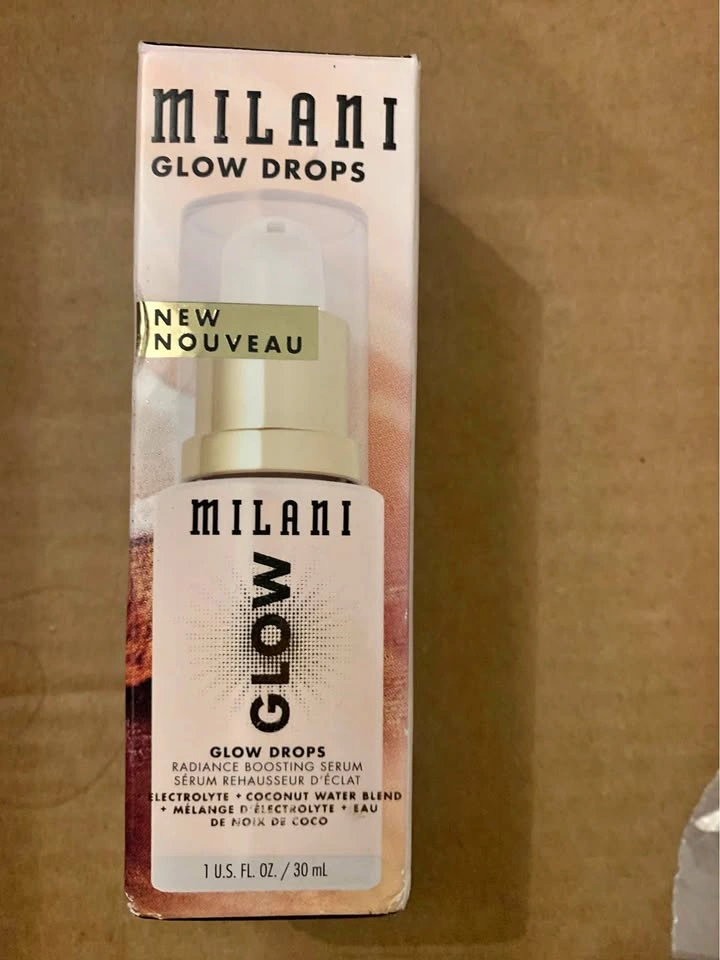 MILANI
GLOW DROPS
NEW
NOUVEAU
MILANI
GLOW
GLOW DROPS
RADIANCE BOOSTING SERUM
SÉRUM REHAUSSEUR D'ÉCLAT
ELECTROLYTE + COCONUT WATER BLEND
+ MÉLANGE D'ÉLECTROLYTE + EAU
DE NOIX DE COCO
1 U.S. FL. OZ. / 30 mL